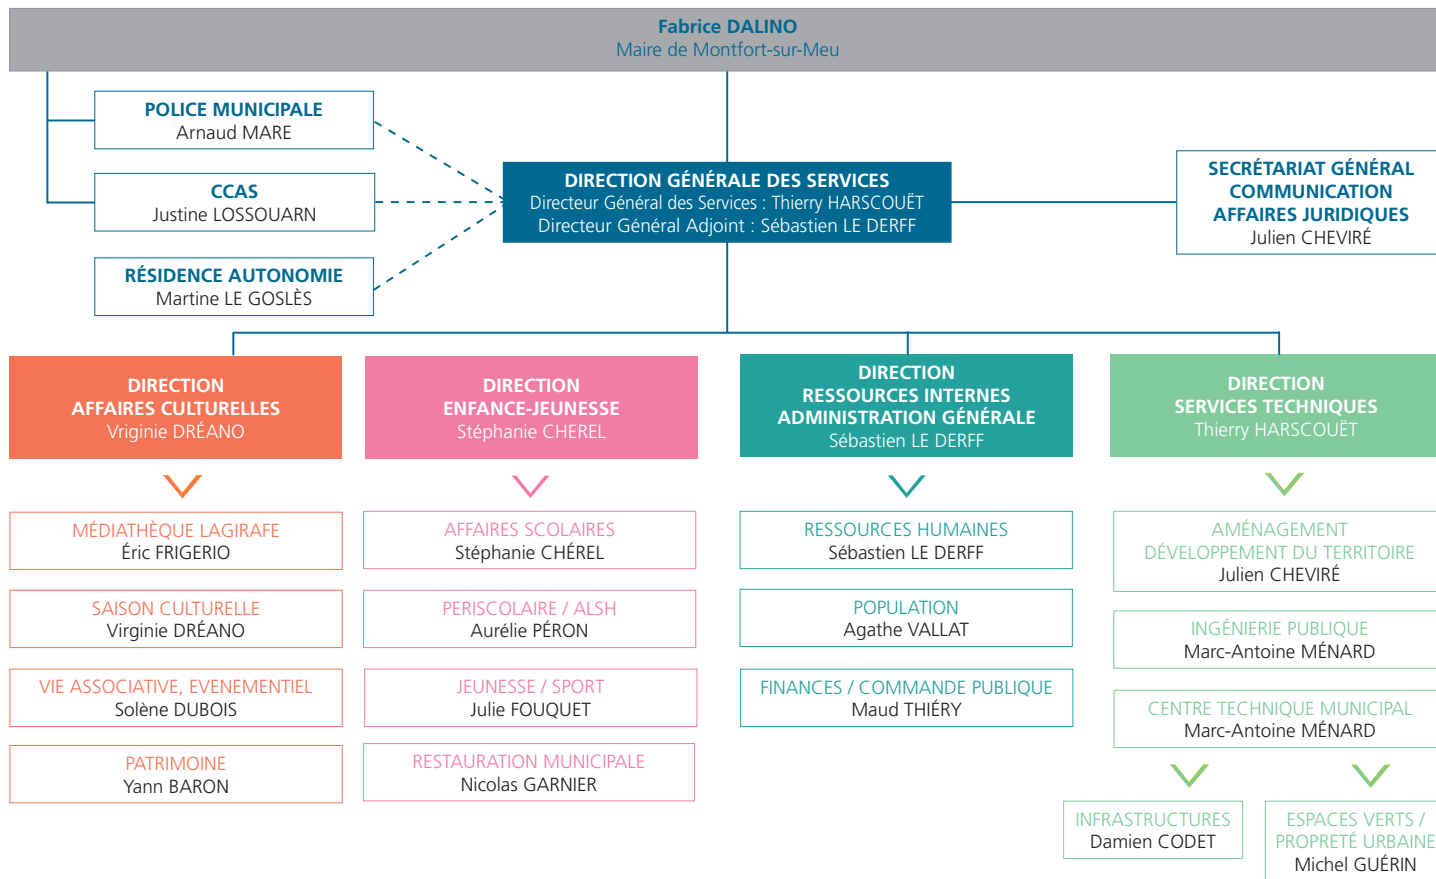 Fabrice DALINO
Maire de Montfort-sur-Meu
POLICE MUNICIPALE
Arnaud MARE
CCAS
Justine LOSSOUARN
RÉSIDENCE AUTONOMIE
Martine LE GOSLÈS
DIRECTION GÉNÉRALE DES SERVICES
Directeur Général des Services : Thierry HARSCOUËT
Directeur Général Adjoint : Sébastien LE DERFF
SECRÉTARIAT GÉNÉRAL
COMMUNICATION
AFFAIRES JURIDIQUES
Julien CHEVIRÉ
DIRECTION
AFFAIRES CULTURELLES
Vriginie DRÉANO
MÉDIATHÈQUE LAGIRAFE
Éric FRIGERIO
SAISON CULTURELLE
Virginie DRÉANO
VIE ASSOCIATIVE, EVENEMENTIEL
Solène DUBOIS
PATRIMOINE
Yann BARON
DIRECTION
ENFANCE-JEUNESSE
Stéphanie CHEREL
AFFAIRES SCOLAIRES
Stéphanie CHÉREL
PERISCOLAIRE / ALSH
Aurélie PÉRON
JEUNESSE / SPORT
Julie FOUQUET
RESTAURATION MUNICIPALE
Nicolas GARNIER
DIRECTION
RESSOURCES INTERNES
ADMINISTRATION GÉNÉRALE
Sébastien LE DERFF
RESSOURCES HUMAINES
Sébastien LE DERFF
POPULATION
Agathe VALLAT
FINANCES / COMMANDE PUBLIQUE
Maud THIÉRY
DIRECTION
SERVICES TECHNIQUES
Thierry HARSCOUËT
AMÉNAGEMENT
DÉVELOPPEMENT DU TERRITOIRE
Julien CHEVIRÉ
INGÉNIERIE PUBLIQUE
Marc-Antoine MÉNARD
CENTRE TECHNIQUE MUNICIPAL
Marc-Antoine MÉNARD
INFRASTRUCTURES
Damien CODET
ESPACES VERTS /
PROPRETÉ URBAINE
Michel GUÉRIN